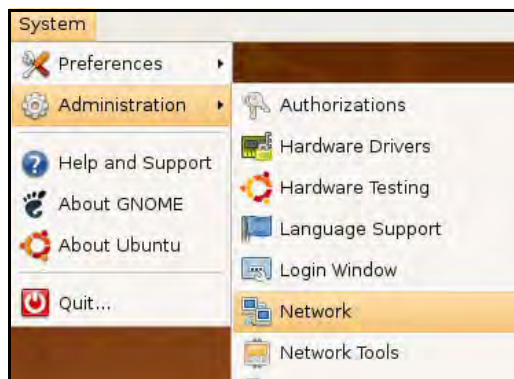 System
Preferences
Administration
Help and Support
About GNOME
About Ubuntu
Quit...
Authorizations
Hardware Drivers
Hardware Testing
Language Support
Login Window
Network
Network Tools